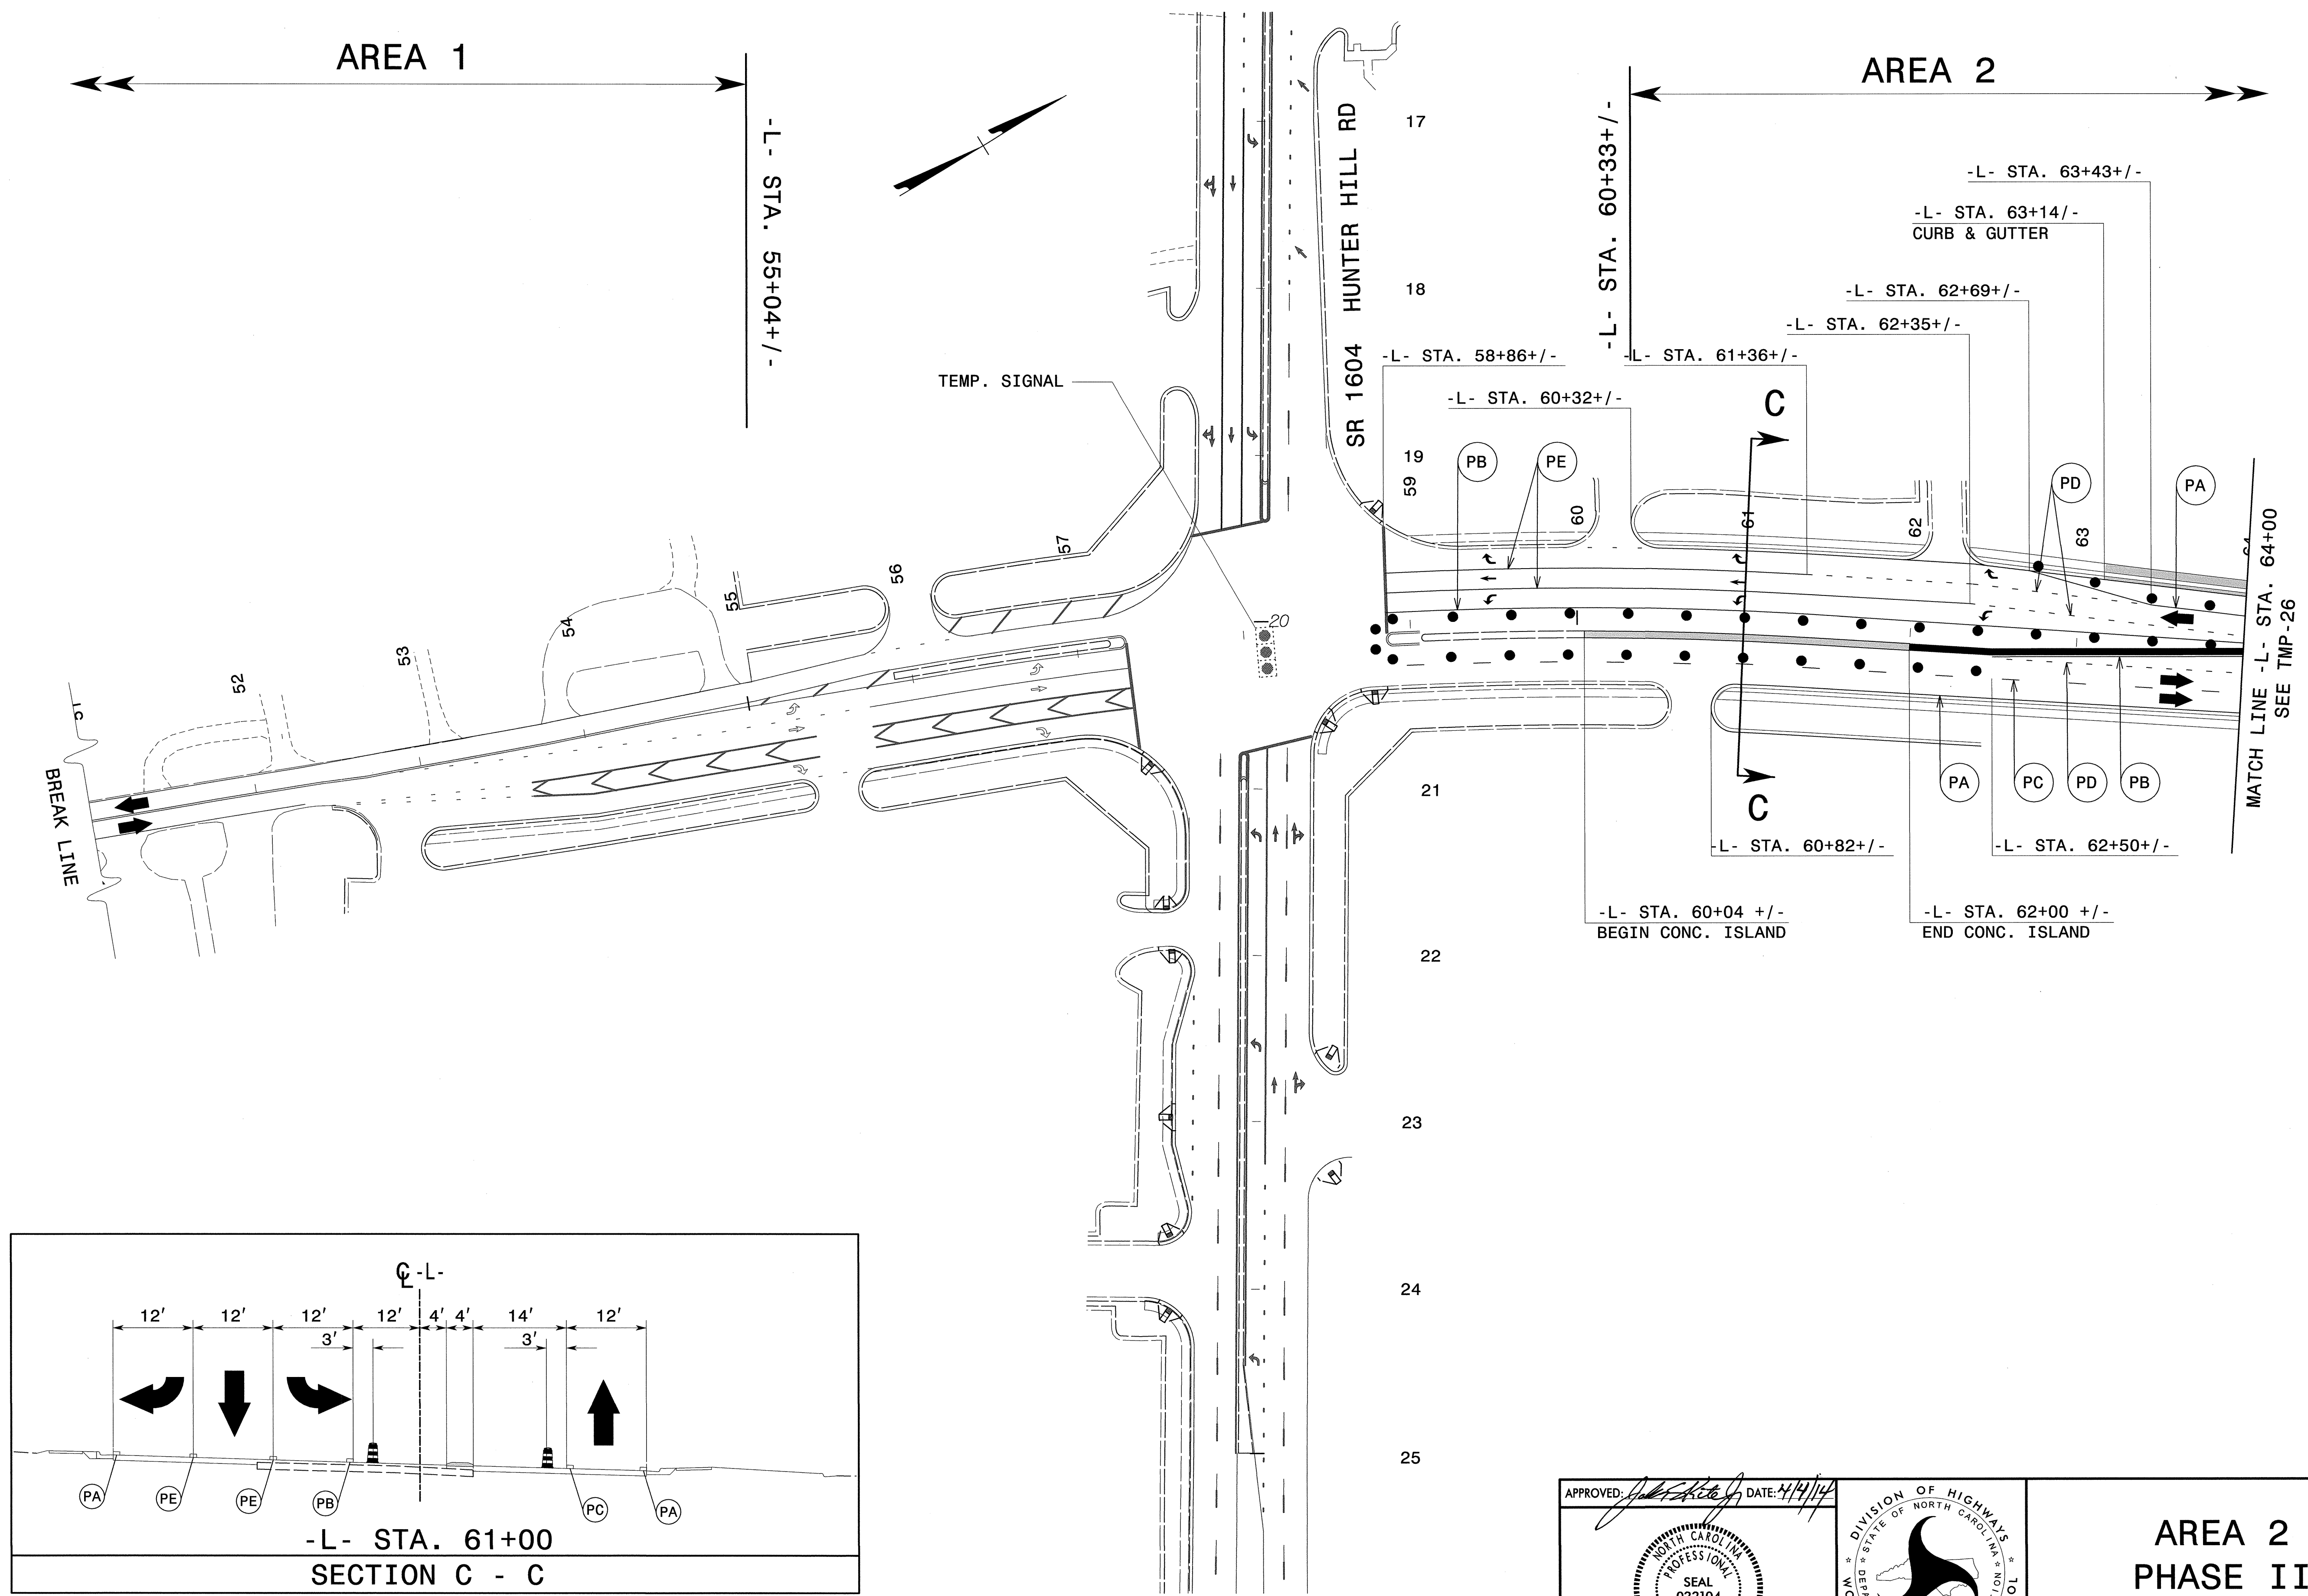 AREA 1
AREA 2
-L- STA. 55+04+/-
SR 1604 HUNTER HILL RD
17
18
19
-L- STA. 60+33+/-
-L- STA. 63+43+/-
-L- STA. 63+14/-
CURB & GUTTER
-L- STA. 62+69+/-
-L- STA. 62+35+/-
-L- STA. 58+86+/-
-L- STA. 61+36+/-
TEMP. SIGNAL
-L- STA. 60+32+/-
C
PB
PE
PD
PA
59
60
61
62
63
64
MATCH LINE -L- STA. 64+00
SEE TMP-26
57
56
55
54
53
52
20
BREAK LINE
21
PA
PC
PD
PB
C
-L- STA. 60+82+/-
-L- STA. 62+50+/-
-L- STA. 60+04 +/-
BEGIN CONC. ISLAND
-L- STA. 62+00 +/-
END CONC. ISLAND
22
23
24
25
℄ -L-
12' 12' 12' 12' 4' 4' 14' 12'
3' 3'
PA PE PE PB PC PA
-L- STA. 61+00
SECTION C - C
APPROVED: DATE: 4/4/14
NORTH CAROLINA
PROFESSIONAL
SEAL
DIVISION OF HIGHWAYS
STATE OF NORTH CAROLINA
AREA 2
PHASE II